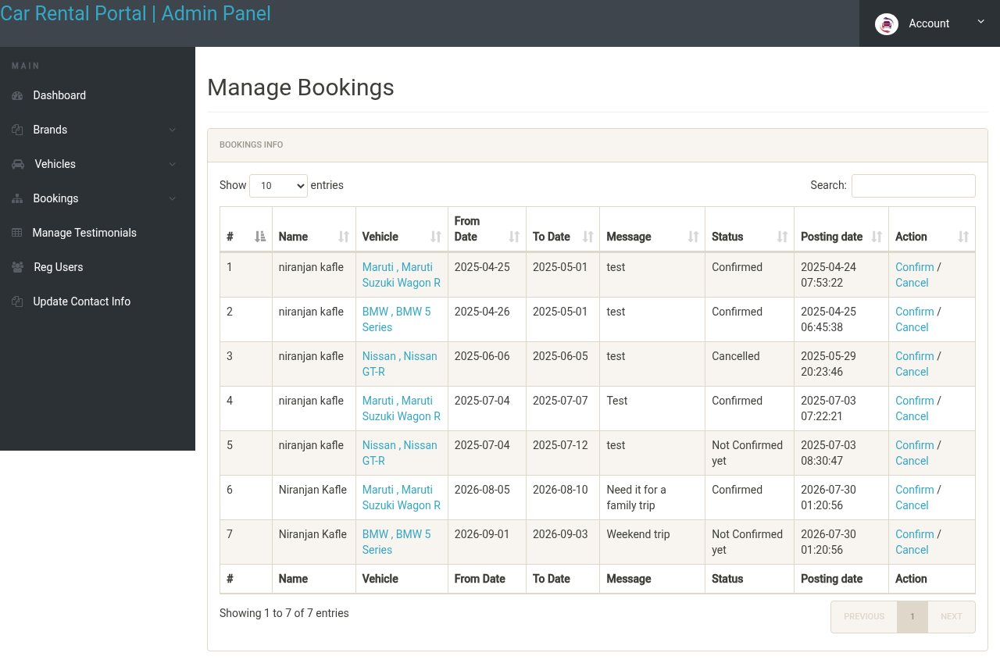 Car Rental Portal | Admin Panel
Account
MAIN
Dashboard
Brands
Vehicles
Bookings
Manage Testimonials
Reg Users
Update Contact Info
Manage Bookings
BOOKINGS INFO
Show 10 entries
Search:
# Name Vehicle From Date To Date Message Status Posting date Action
1 niranjan kafle Maruti , Maruti Suzuki Wagon R 2025-04-25 2025-05-01 test Confirmed 2025-04-24 07:53:22 Confirm / Cancel
2 niranjan kafle BMW , BMW 5 Series 2025-04-26 2025-05-01 test Confirmed 2025-04-25 06:45:38 Confirm / Cancel
3 niranjan kafle Nissan , Nissan GT-R 2025-06-06 2025-06-05 test Cancelled 2025-05-29 20:23:46 Confirm / Cancel
4 niranjan kafle Maruti , Maruti Suzuki Wagon R 2025-07-04 2025-07-07 Test Confirmed 2025-07-03 07:22:21 Confirm / Cancel
5 niranjan kafle Nissan , Nissan GT-R 2025-07-04 2025-07-12 test Not Confirmed yet 2025-07-03 08:30:47 Confirm / Cancel
6 Niranjan Kafle Maruti , Maruti Suzuki Wagon R 2026-08-05 2026-08-10 Need it for a family trip Confirmed 2026-07-30 01:20:56 Confirm / Cancel
7 Niranjan Kafle BMW , BMW 5 Series 2026-09-01 2026-09-03 Weekend trip Not Confirmed yet 2026-07-30 01:20:56 Confirm / Cancel
# Name Vehicle From Date To Date Message Status Posting date Action
Showing 1 to 7 of 7 entries
PREVIOUS 1 NEXT